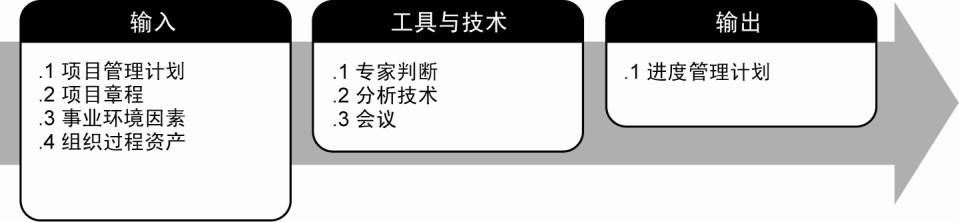 输入
.1 项目管理计划
.2 项目章程
.3 事业环境因素
.4 组织过程资产
工具与技术
.1 专家判断
.2 分析技术
.3 会议
输出
.1 进度管理计划